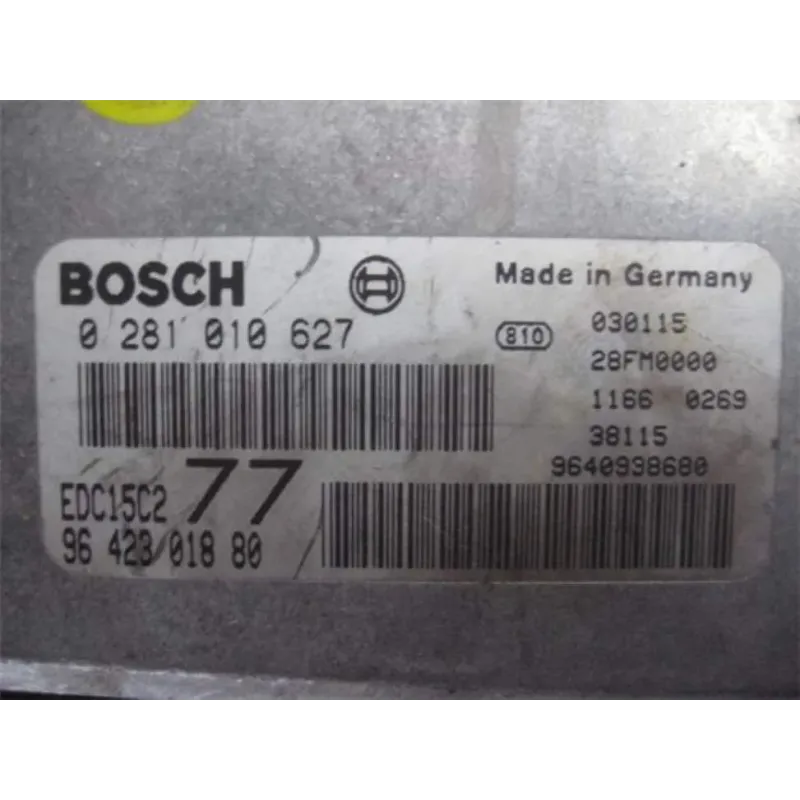 BOSCH
0 281 010 627
EDC15C2 77
96 423 018 80
Made in Germany
810 030115
28FM0000
1166 0269
38115
9640938680